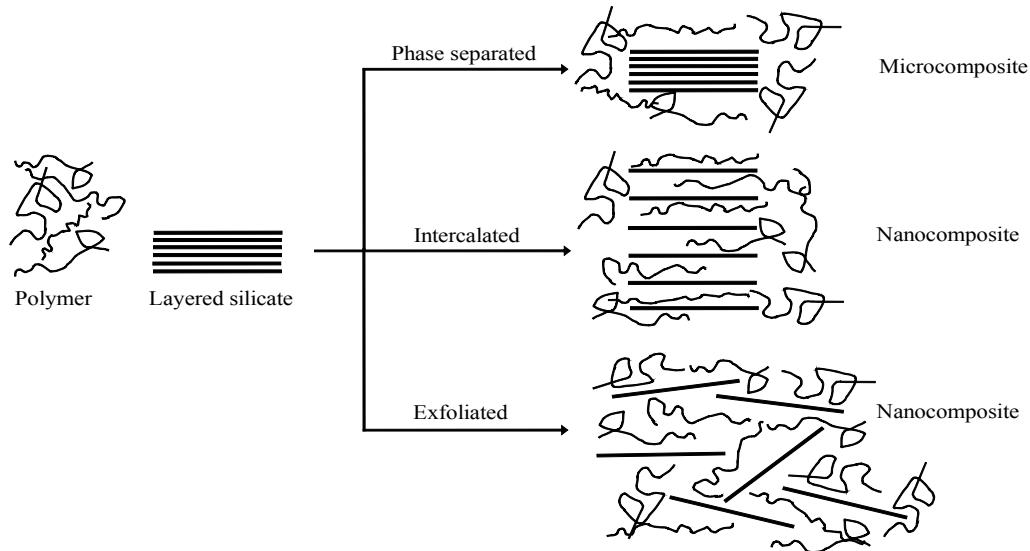 Phase separated
Microcomposite
Polymer
Layered silicate
Intercalated
Nanocomposite
Exfoliated
Nanocomposite